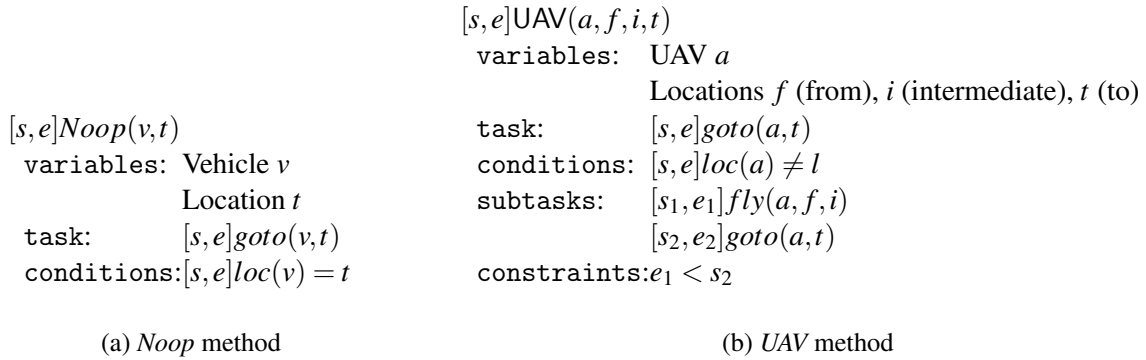 [s,e]Noop(v,t)
variables: Vehicle v
Location t
task: [s,e]goto(v,t)
conditions:[s,e]loc(v) = t
(a) Noop method
[s,e]UAV(a, f,i,t)
variables: UAV a
Locations f (from), i (intermediate), t (to)
task: [s,e]goto(a,t)
conditions: [s,e]loc(a) ≠ l
subtasks: [s₁,e₁]fly(a, f,i)
[s₂,e₂]goto(a,t)
constraints:e₁ < s₂
(b) UAV method